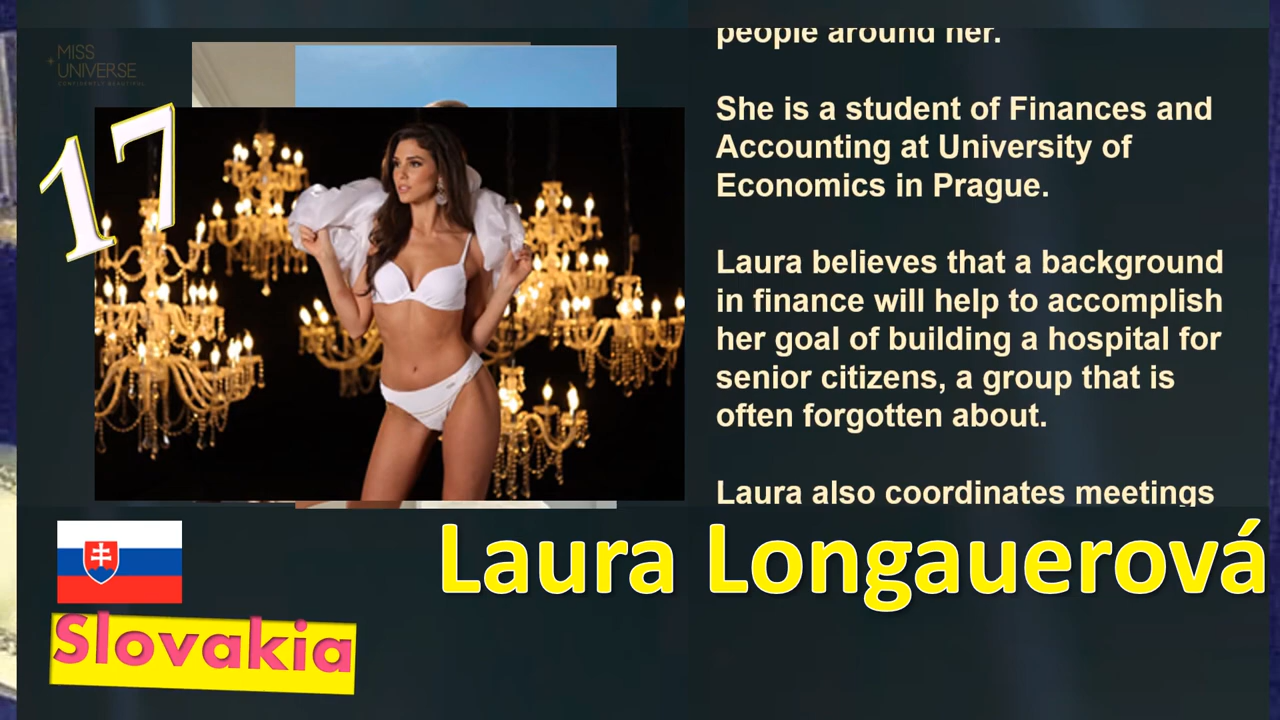 MISS
UNIVERSE
CONFIDENTLY BEAUTIFUL
17
people around her.
She is a student of Finances and
Accounting at University of
Economics in Prague.
Laura believes that a background
in finance will help to accomplish
her goal of building a hospital for
senior citizens, a group that is
often forgotten about.
Laura also coordinates meetings
Laura Longauerová
Slovakia